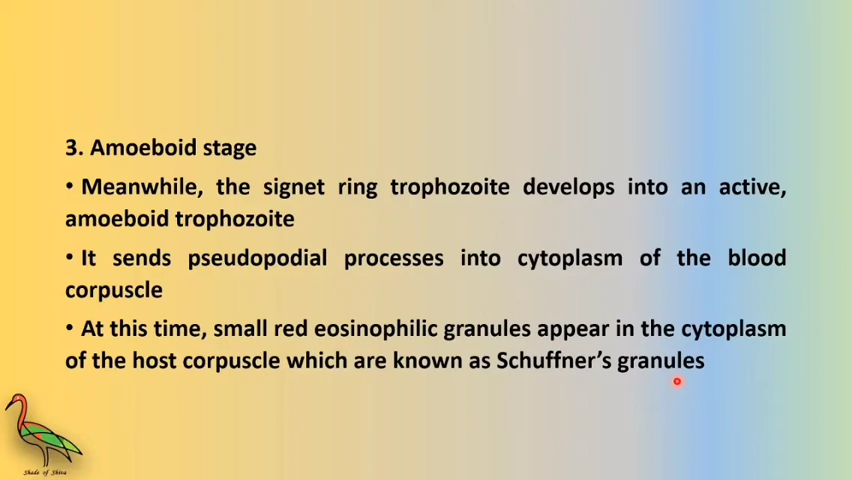 3. Amoeboid stage
• Meanwhile, the signet ring trophozoite develops into an active,
amoeboid trophozoite
• It sends pseudopodial processes into cytoplasm of the blood
corpuscle
• At this time, small red eosinophilic granules appear in the cytoplasm
of the host corpuscle which are known as Schuffner’s granules
Shade of Shiva